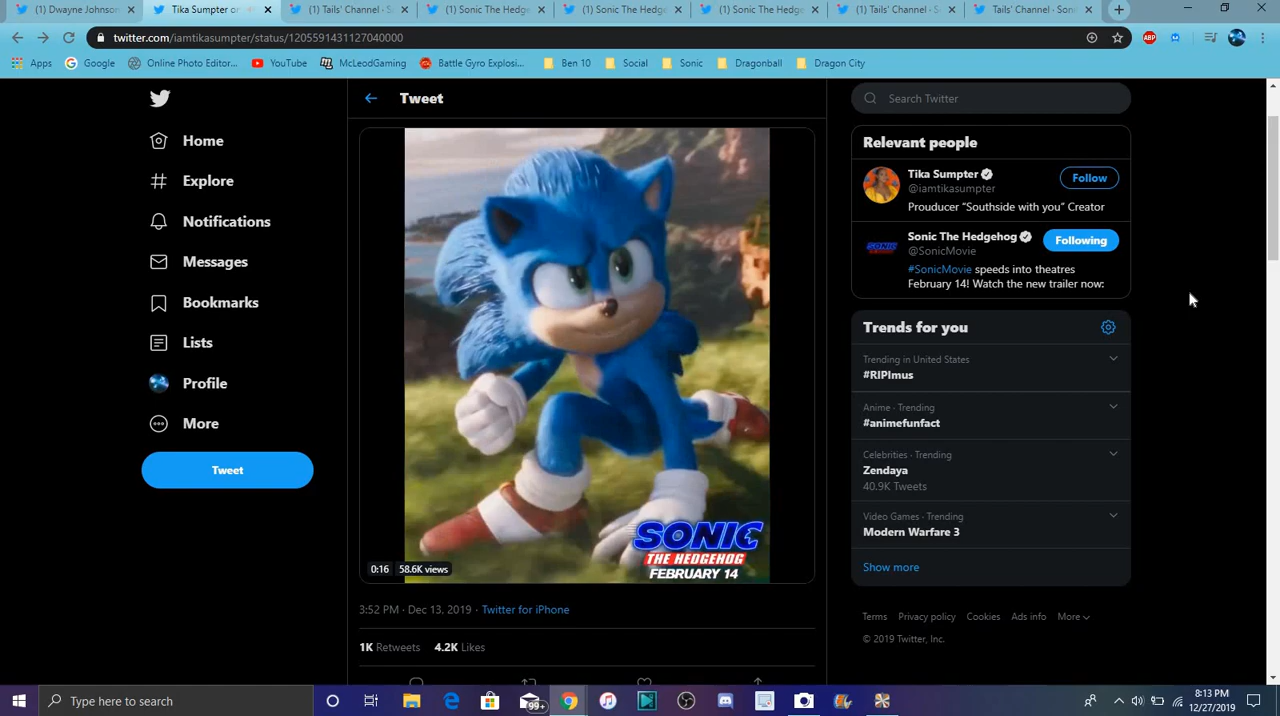 (1) Dwayne Johnson
Tika Sumpter on
(1) Tails' Channel · S
(1) Sonic The Hedg
(1) Sonic The Hedg
(1) Sonic The Hedg
(1) Tails' Channel · S
Tails' Channel · Son
twitter.com/iamtikasumpter/status/1205591431127040000
ABP
Apps
Google
Online Photo Editor...
YouTube
McLeodGaming
Battle Gyro Explosi...
Ben 10
Social
Sonic
Dragonball
Dragon City
Home
Explore
Notifications
Messages
Bookmarks
Lists
Profile
More
Tweet
Tweet
SONIC
THE HEDGEHOG
FEBRUARY 14
0:16
58.6K views
3:52 PM · Dec 13, 2019 · Twitter for iPhone
1K Retweets 4.2K Likes
Search Twitter
Relevant people
Tika Sumpter
@iamtikasumpter
Follow
Prouducer “Southside with you” Creator
SONIC
Sonic The Hedgehog
@SonicMovie
Following
#SonicMovie speeds into theatres
February 14! Watch the new trailer now:
Trends for you
Trending in United States
#RIPImus
Anime · Trending
#animefunfact
Celebrities · Trending
Zendaya
40.9K Tweets
Video Games · Trending
Modern Warfare 3
Show more
Terms Privacy policy Cookies Ads info More
© 2019 Twitter, Inc.
Type here to search
99+
8:13 PM
12/27/2019